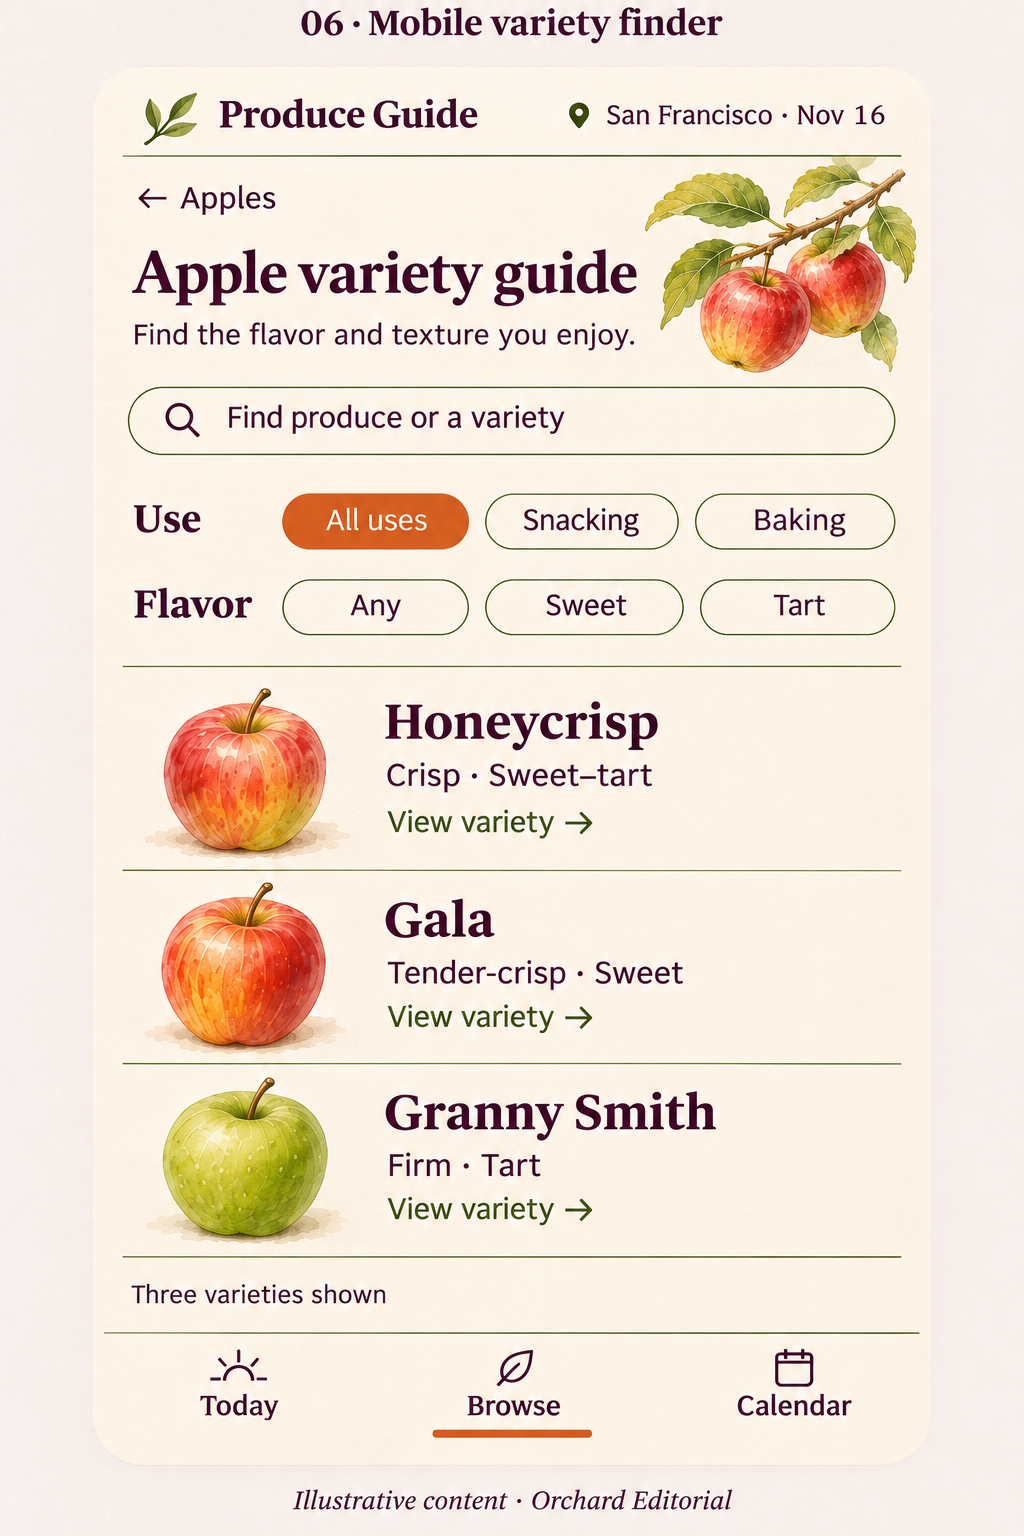 06 · Mobile variety finder
Produce Guide
San Francisco · Nov 16
← Apples
Apple variety guide
Find the flavor and texture you enjoy.
Find produce or a variety
Use
All uses
Snacking
Baking
Flavor
Any
Sweet
Tart
Honeycrisp
Crisp · Sweet–tart
View variety →
Gala
Tender-crisp · Sweet
View variety →
Granny Smith
Firm · Tart
View variety →
Three varieties shown
Today
Browse
Calendar
Illustrative content · Orchard Editorial